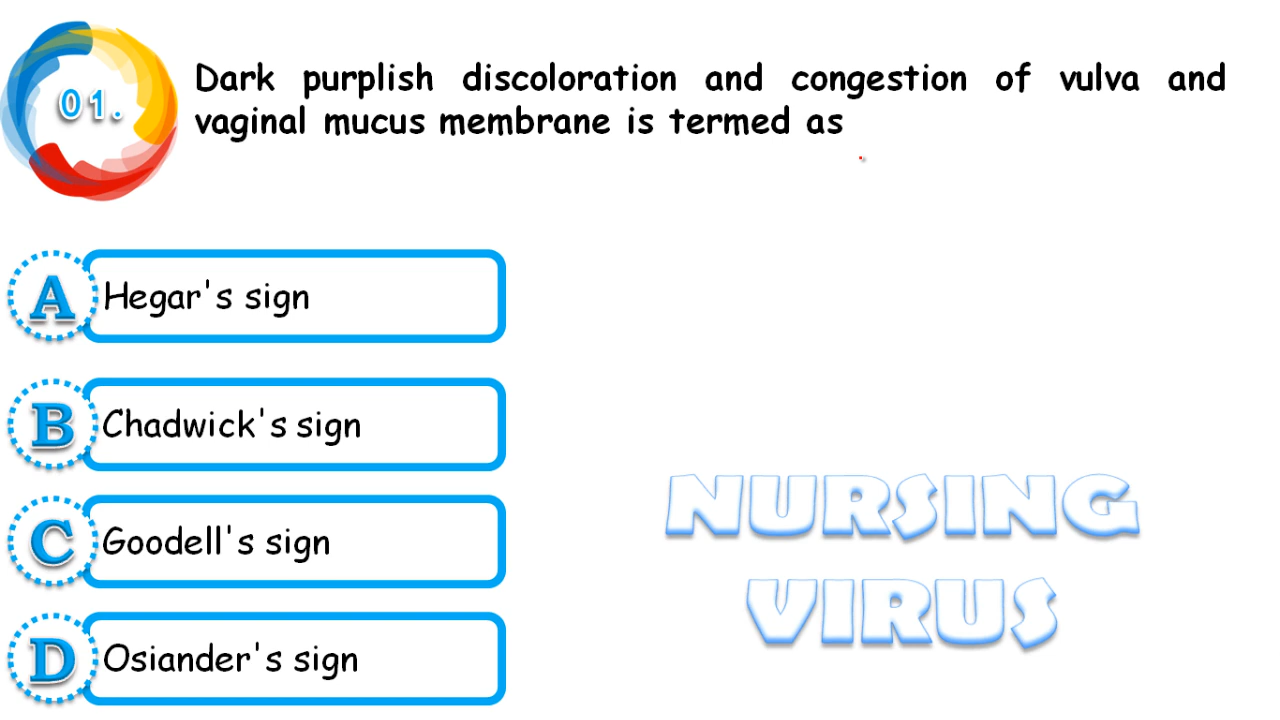 01.
Dark purplish discoloration and congestion of vulva and
vaginal mucus membrane is termed as
A Hegar's sign
B Chadwick's sign
C Goodell's sign
D Osiander's sign
NURSING
VIRUS